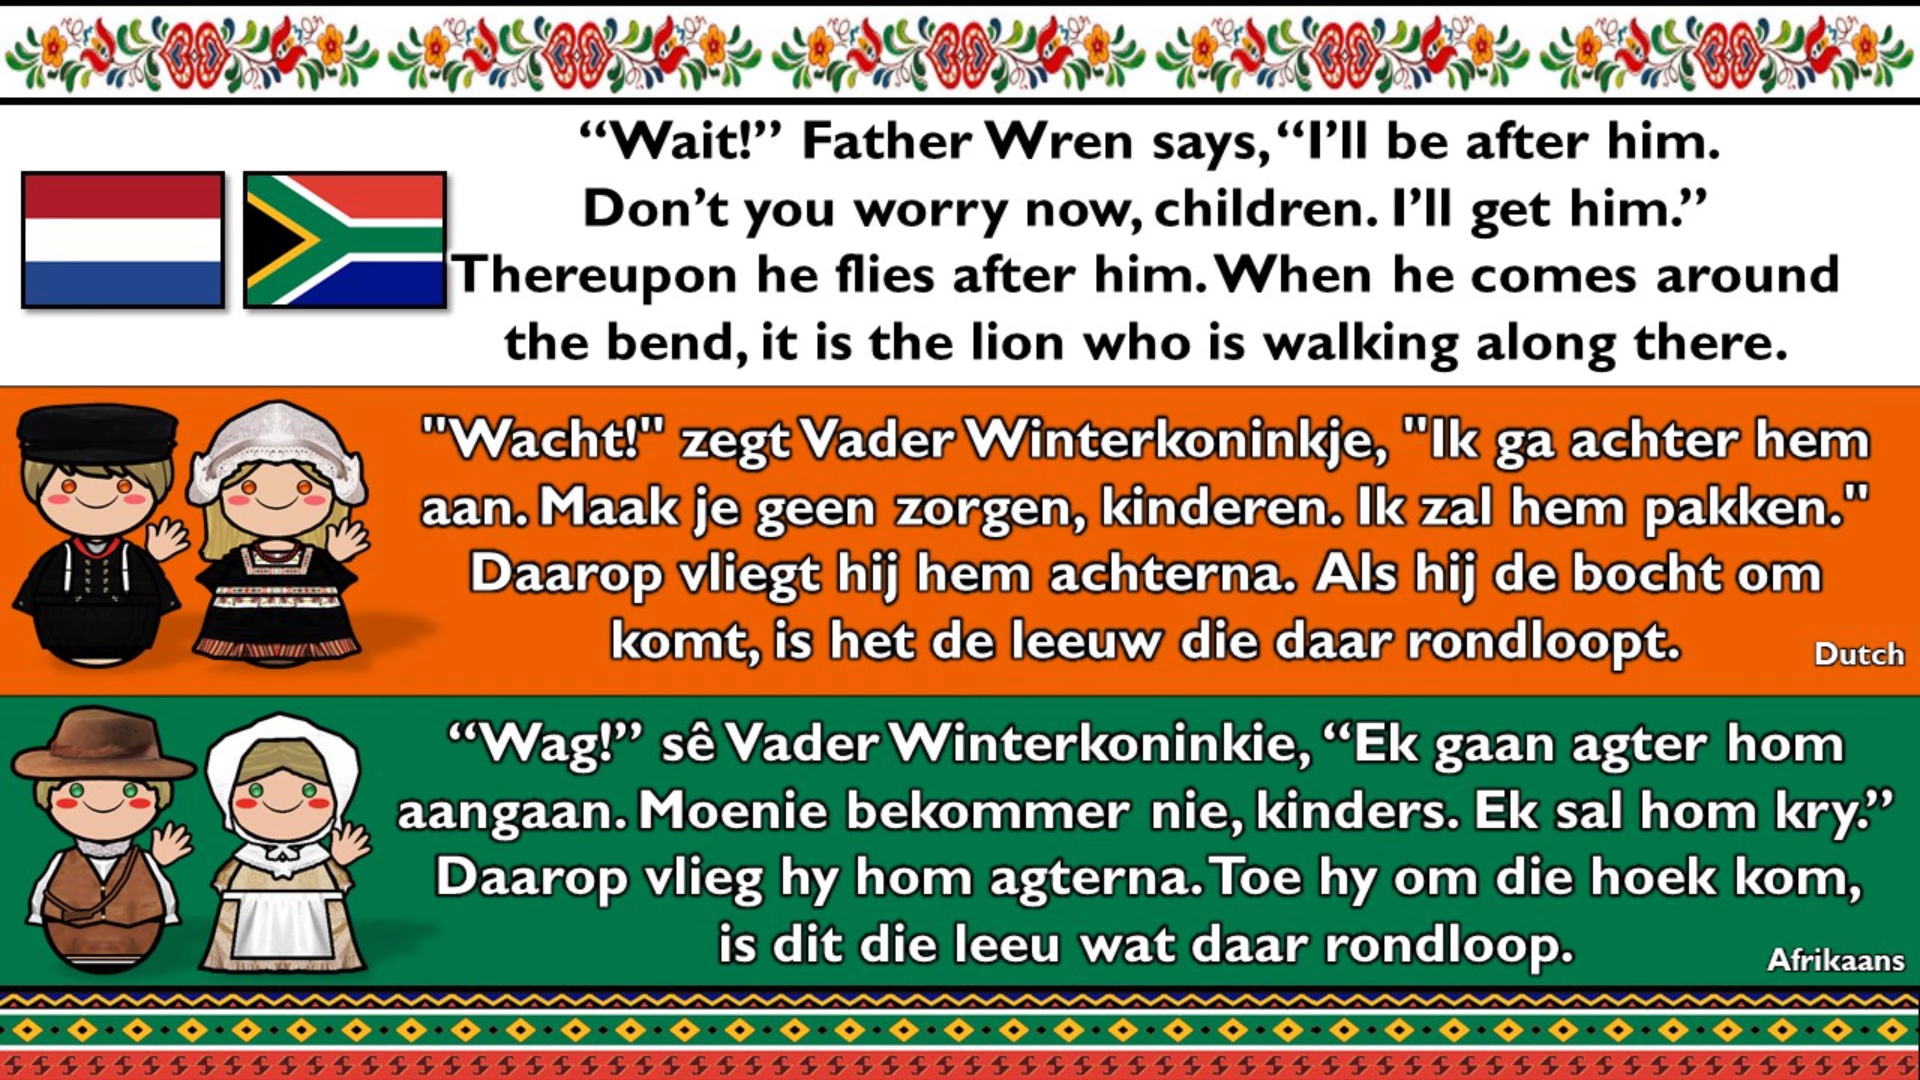 “Wait!” Father Wren says, “I’ll be after him.
Don’t you worry now, children. I’ll get him.”
Thereupon he flies after him. When he comes around
the bend, it is the lion who is walking along there.
"Wacht!" zegt Vader Winterkoninkje, "Ik ga achter hem
aan. Maak je geen zorgen, kinderen. Ik zal hem pakken."
Daarop vliegt hij hem achterna. Als hij de bocht om
komt, is het de leeuw die daar rondloopt.
Dutch
“Wag!” sê Vader Winterkoninkie, “Ek gaan agter hom
aangaan. Moenie bekommer nie, kinders. Ek sal hom kry.”
Daarop vlieg hy hom agterna. Toe hy om die hoek kom,
is dit die leeu wat daar rondloop.
Afrikaans